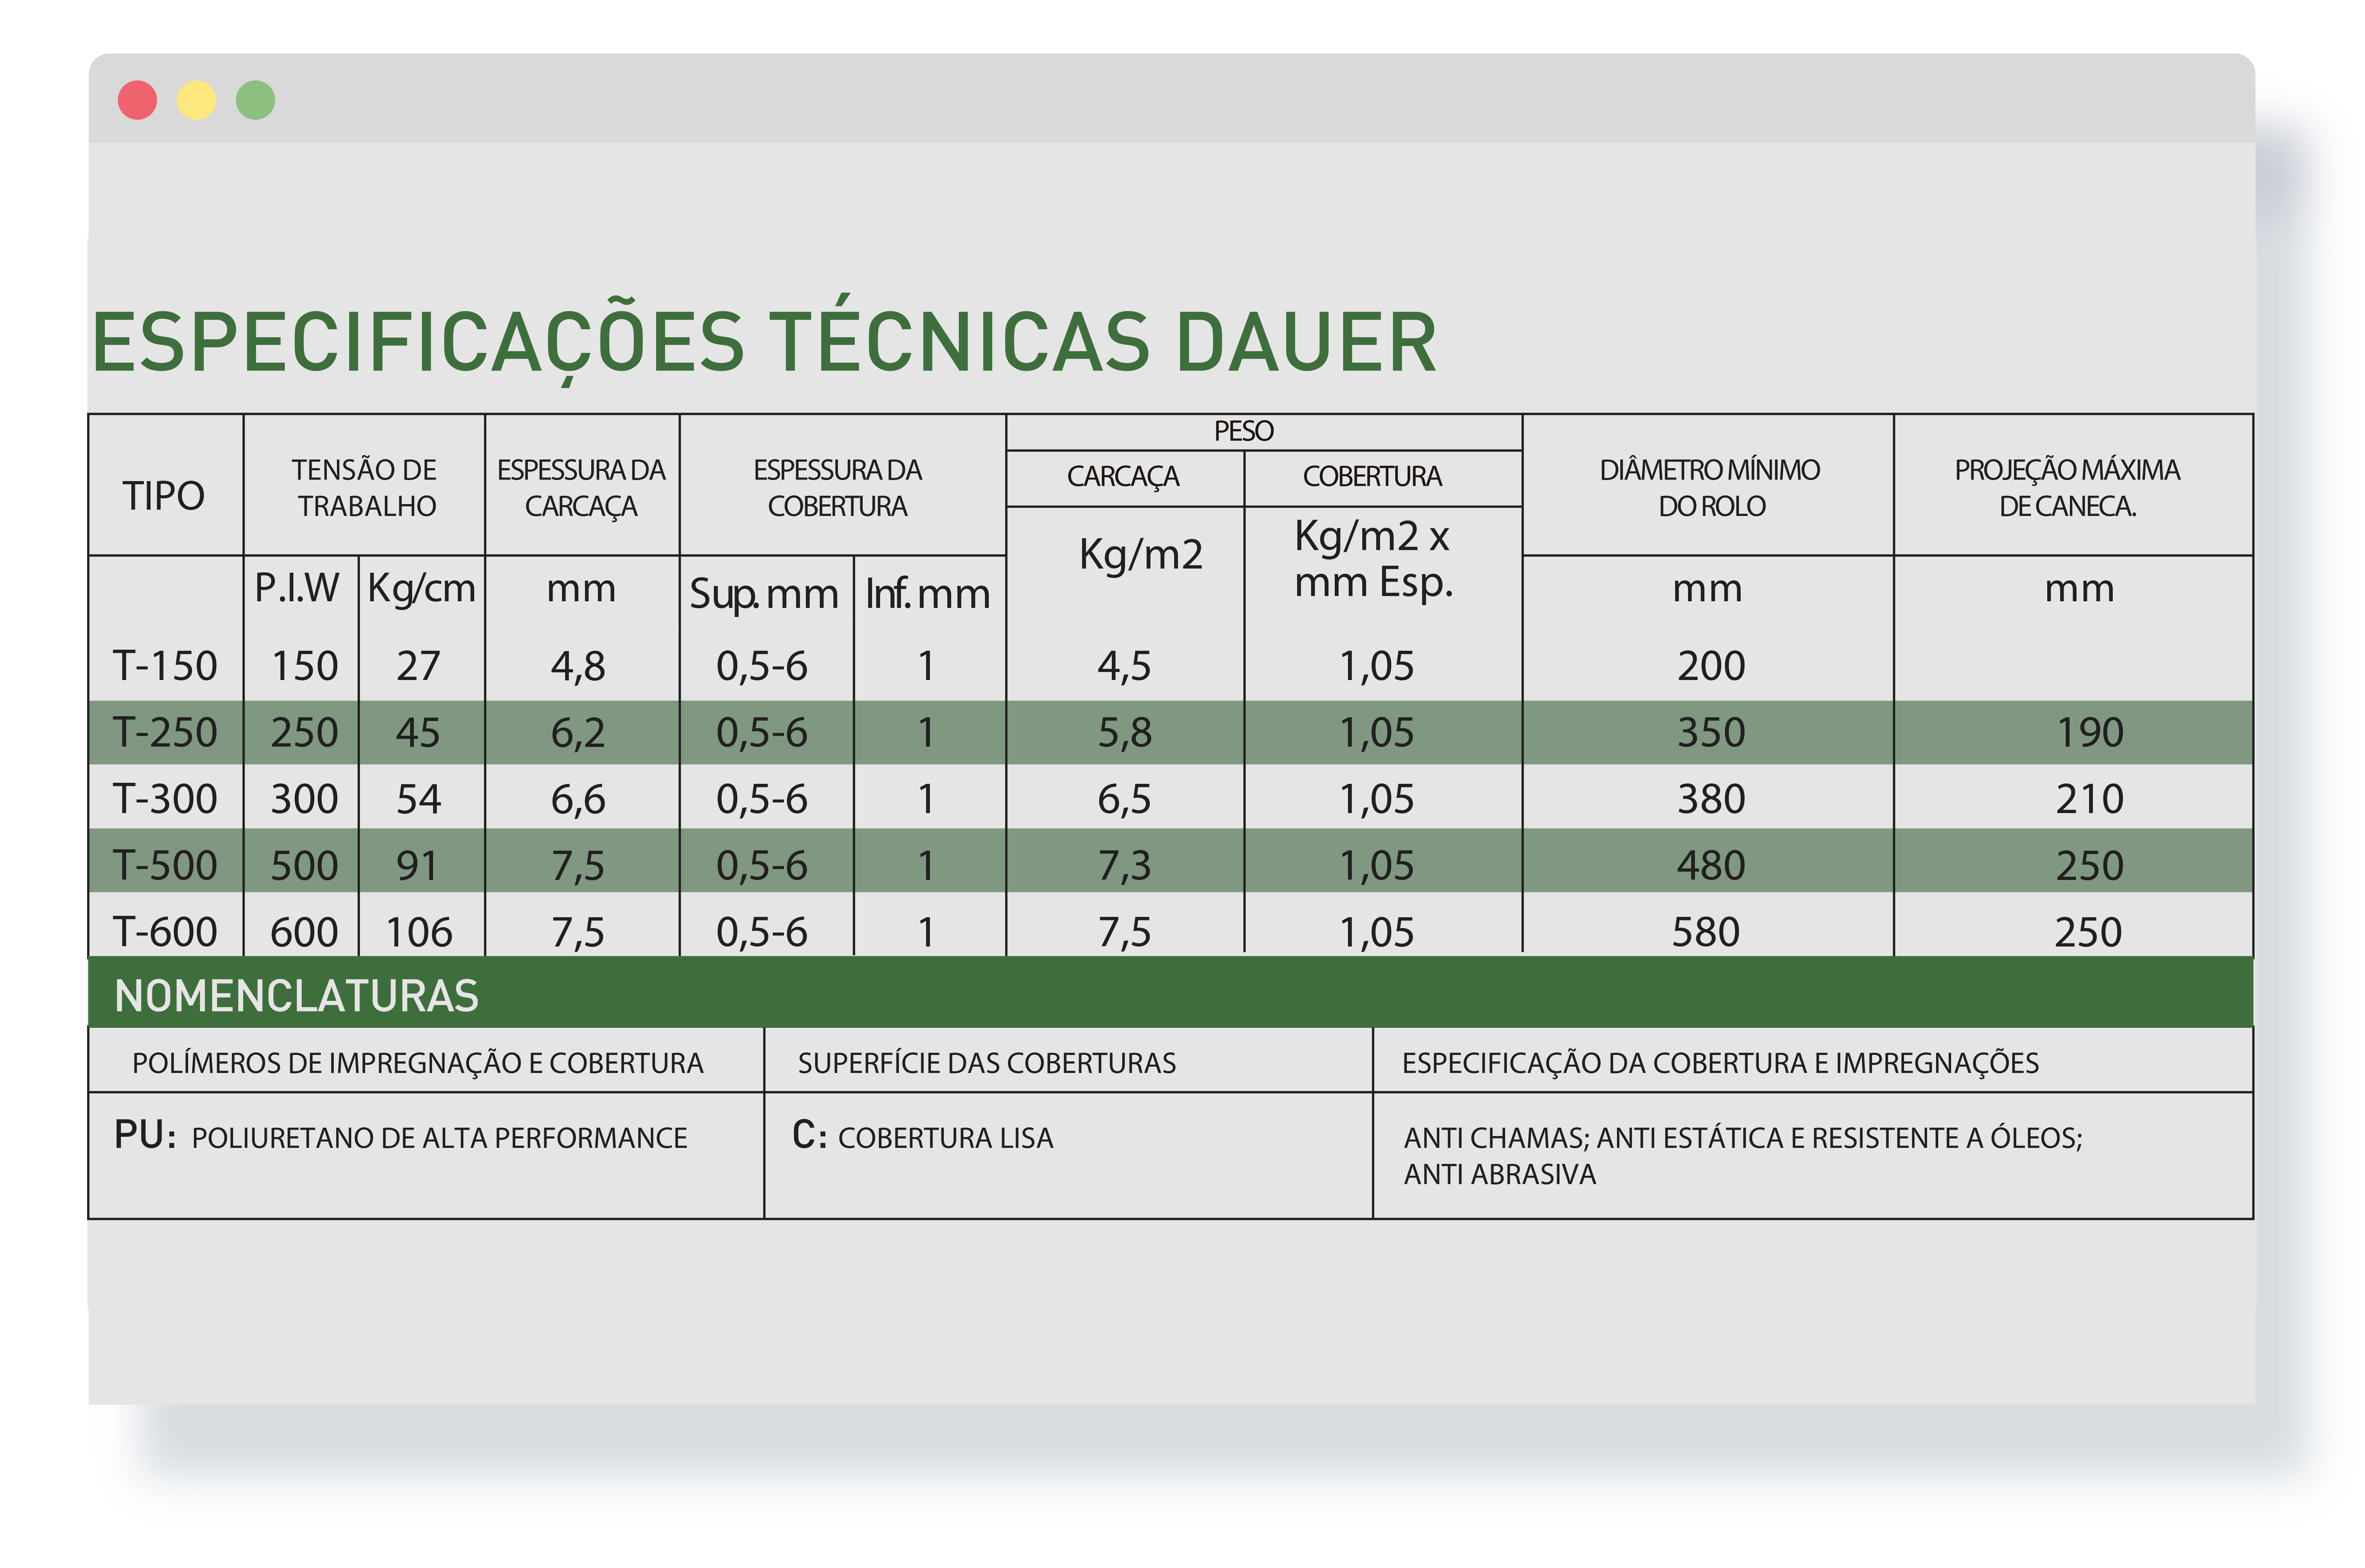 ESPECIFICAÇÕES TÉCNICAS DAUER
PESO
TIPO TENSÃO DE TRABALHO ESPESSURA DA CARCAÇA ESPESSURA DA COBERTURA CARCAÇA COBERTURA DIÂMETRO MÍNIMO DO ROLO PROJEÇÃO MÁXIMA DE CANECA.
P.I.W Kg/cm mm Sup. mm Inf. mm Kg/m2 Kg/m2 x mm Esp. mm mm
T-150 150 27 4,8 0,5-6 1 4,5 1,05 200
T-250 250 45 6,2 0,5-6 1 5,8 1,05 350 190
T-300 300 54 6,6 0,5-6 1 6,5 1,05 380 210
T-500 500 91 7,5 0,5-6 1 7,3 1,05 480 250
T-600 600 106 7,5 0,5-6 1 7,5 1,05 580 250
NOMENCLATURAS
POLÍMEROS DE IMPREGNAÇÃO E COBERTURA SUPERFÍCIE DAS COBERTURAS ESPECIFICAÇÃO DA COBERTURA E IMPREGNAÇÕES
PU: POLIURETANO DE ALTA PERFORMANCE C: COBERTURA LISA ANTI CHAMAS; ANTI ESTÁTICA E RESISTENTE A ÓLEOS;
ANTI ABRASIVA